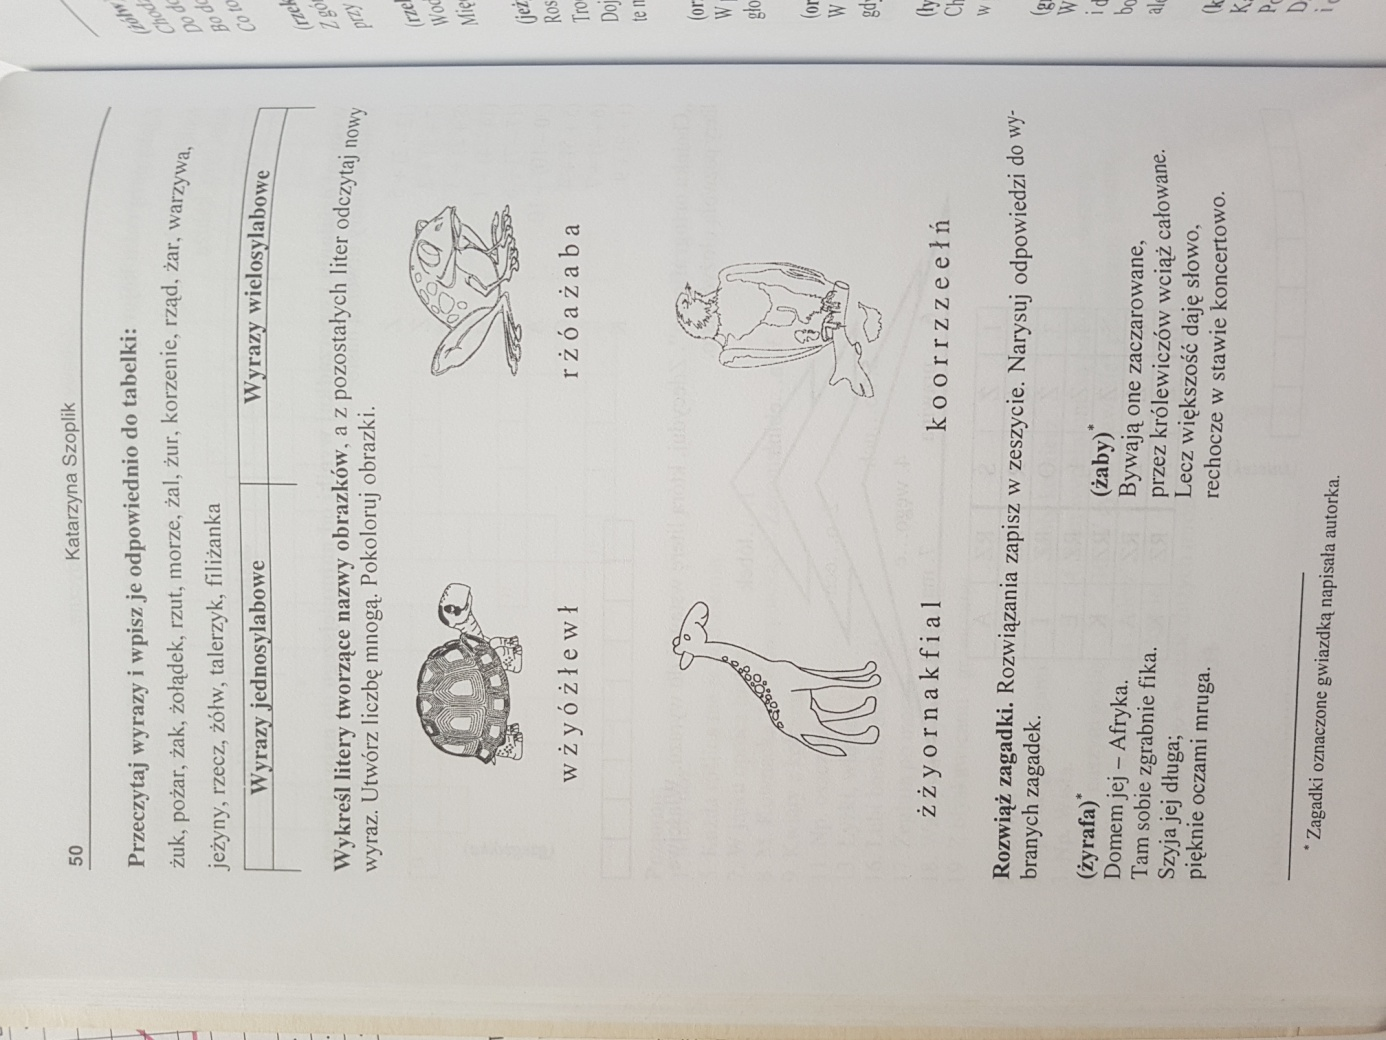 50
Katarzyna Szoplik
Przeczytaj wyrazy i wpisz je odpowiednio do tabelki:
żuk, pożar, żak, żołądek, rzut, morze, żal, żur, korzenie, rząd, żar, warzywa,
jeżyny, rzecz, żółw, talerzyk, filiżanka
Wyrazy jednosylabowe
Wyrazy wielosylabowe
Wykreśl litery tworzące nazwy obrazków, a z pozostałych liter odczytaj nowy
wyraz. Utwórz liczbę mnogą. Pokoloruj obrazki.
w ż y ó ż ł e w ł
r ż ó a ż a b a
ż ż y o r n a k f i a l
k o o r r z e e ł ń
Rozwiąż zagadki. Rozwiązania zapisz w zeszycie. Narysuj odpowiedzi do wy-
branych zagadek.
(żyrafa)*
Domem jej – Afryka.
Tam sobie zgrabnie fika.
Szyja jej długa;
pięknie oczami mruga.
(żaby)*
Bywają one zaczarowane,
przez królewiczów wciąż całowane.
Lecz większość daję słowo,
rechocze w stawie koncertowo.
* Zagadki oznaczone gwiazdką napisała autorka.